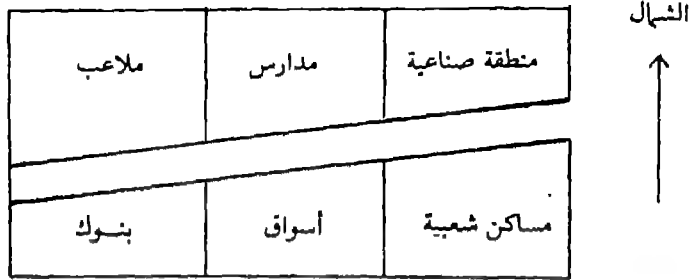 الشمال
منطقة صناعية
مدارس
ملاعب
مساكن شعبية
أسواق
بنوك